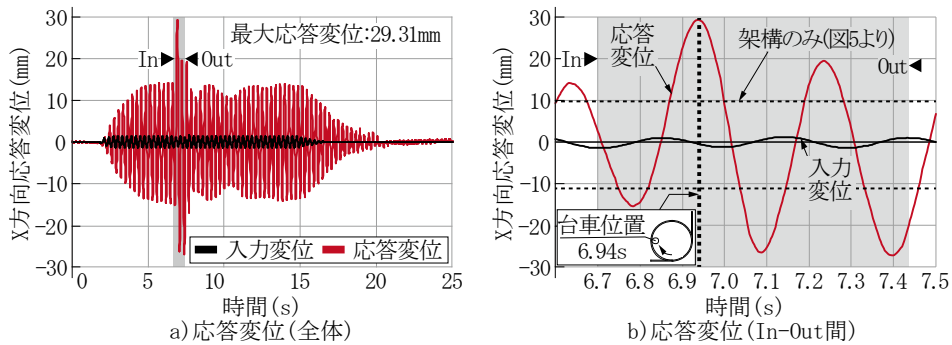 最大応答変位:29.31mm
In
Out
X方向応答変位(mm)
30
20
10
0
-10
-20
-30
入力変位
応答変位
0
5
10
15
20
25
時間(s)
a)応答変位(全体)
応答
変位
架構のみ(図5より)
In
Out
X方向応答変位(mm)
30
20
10
0
-10
-20
-30
入力
変位
台車位置
6.94s
6.6
6.7
6.8
6.9
7.0
7.1
7.2
7.3
7.4
7.5
時間(s)
b)応答変位(In-Out間)